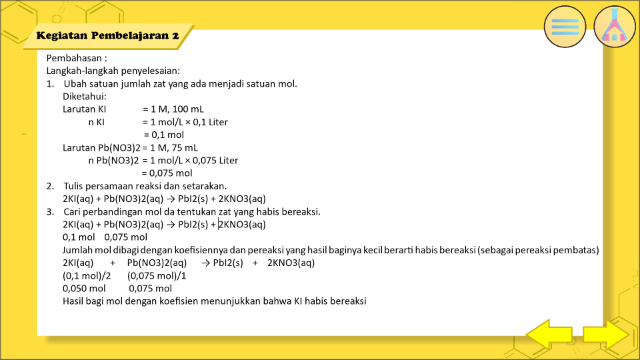 Kegiatan Pembelajaran 2
Pembahasan :
Langkah-langkah penyelesaian:
1. Ubah satuan jumlah zat yang ada menjadi satuan mol.
Diketahui:
Larutan KI = 1 M, 100 mL
n KI = 1 mol/L × 0,1 Liter
= 0,1 mol
Larutan Pb(NO3)2 = 1 M, 75 mL
n Pb(NO3)2 = 1 mol/L × 0,075 Liter
= 0,075 mol
2. Tulis persamaan reaksi dan setarakan.
2KI(aq) + Pb(NO3)2(aq) → PbI2(s) + 2KNO3(aq)
3. Cari perbandingan mol da tentukan zat yang habis bereaksi.
2KI(aq) + Pb(NO3)2(aq) → PbI2(s) + 2KNO3(aq)
0,1 mol 0,075 mol
Jumlah mol dibagi dengan koefisiennya dan pereaksi yang hasil baginya kecil berarti habis bereaksi (sebagai pereaksi pembatas)
2KI(aq) + Pb(NO3)2(aq) → PbI2(s) + 2KNO3(aq)
(0,1 mol)/2 (0,075 mol)/1
0,050 mol 0,075 mol
Hasil bagi mol dengan koefisien menunjukkan bahwa KI habis bereaksi